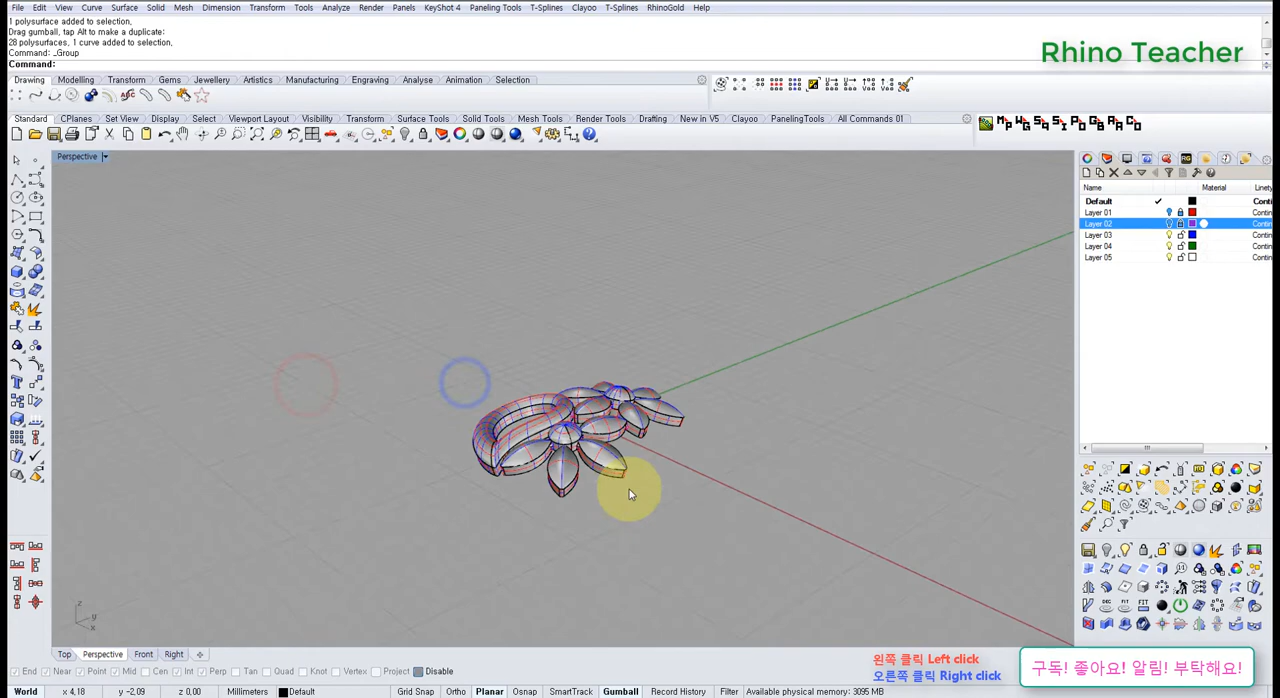 File Edit View Curve Surface Solid Mesh Dimension Transform Tools Analyze Render Panels KeyShot 4 Paneling Tools T-Splines Clayoo T-Splines RhinoGold Help
1 polysurface added to selection,
Drag gumball, tap Alt to make a duplicate:
28 polysurfaces, 1 curve added to selection,
Command: _Group
Command:
Rhino Teacher
Drawing Modelling Transform Gems Jewellery Artistics Manufacturing Engraving Analyse Animation Selection
Standard CPlanes Set View Display Select Viewport Layout Visibility Transform Surface Tools Solid Tools Mesh Tools Render Tools Drafting New in V5 Clayoo PanelingTools All Commands 01
Perspective
Name Material Linety
Default Conti
Layer 01 Contin
Layer 02 Contin
Layer 03 Contin
Layer 04 Contin
Layer 05 Contin
z
y
x
Top Perspective Front Right
End Near Point Mid Cen Int Perp Tan Quad Knot Vertex Project Disable
왼쪽 클릭 Left click
오른쪽 클릭 Right click
구독! 좋아요! 알림! 부탁해요!
World x 4,18 y -2,09 z 0,00 Millimeters Default Grid Snap Ortho Planar Osnap SmartTrack Gumball Record History Filter Available physical memory: 3095 MB